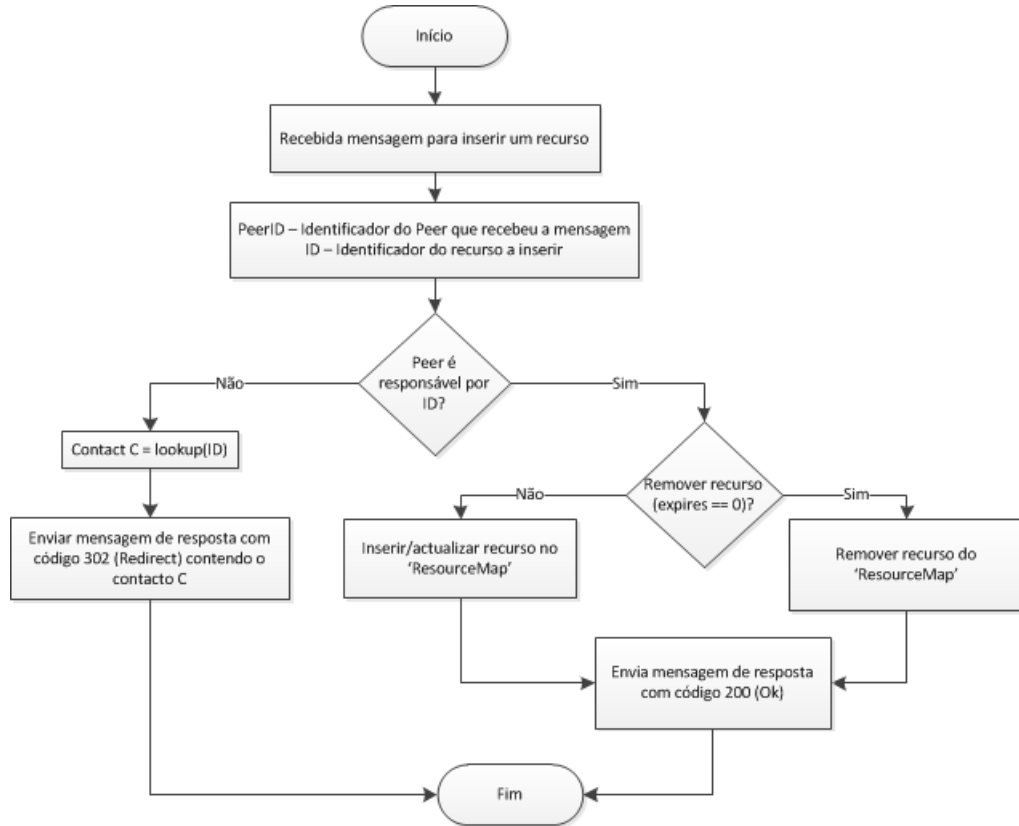 Início
Recebida mensagem para inserir um recurso
PeerID – Identificador do Peer que recebeu a mensagem
ID – Identificador do recurso a inserir
Peer é
responsável por
ID?
Não
Sim
Contact C = lookup(ID)
Remover recurso
(expires == 0)?
Não
Sim
Enviar mensagem de resposta com
código 302 (Redirect) contendo o
contacto C
Inserir/actualizar recurso no
‘ResourceMap’
Remover recurso do
‘ResourceMap’
Envia mensagem de resposta
com código 200 (Ok)
Fim